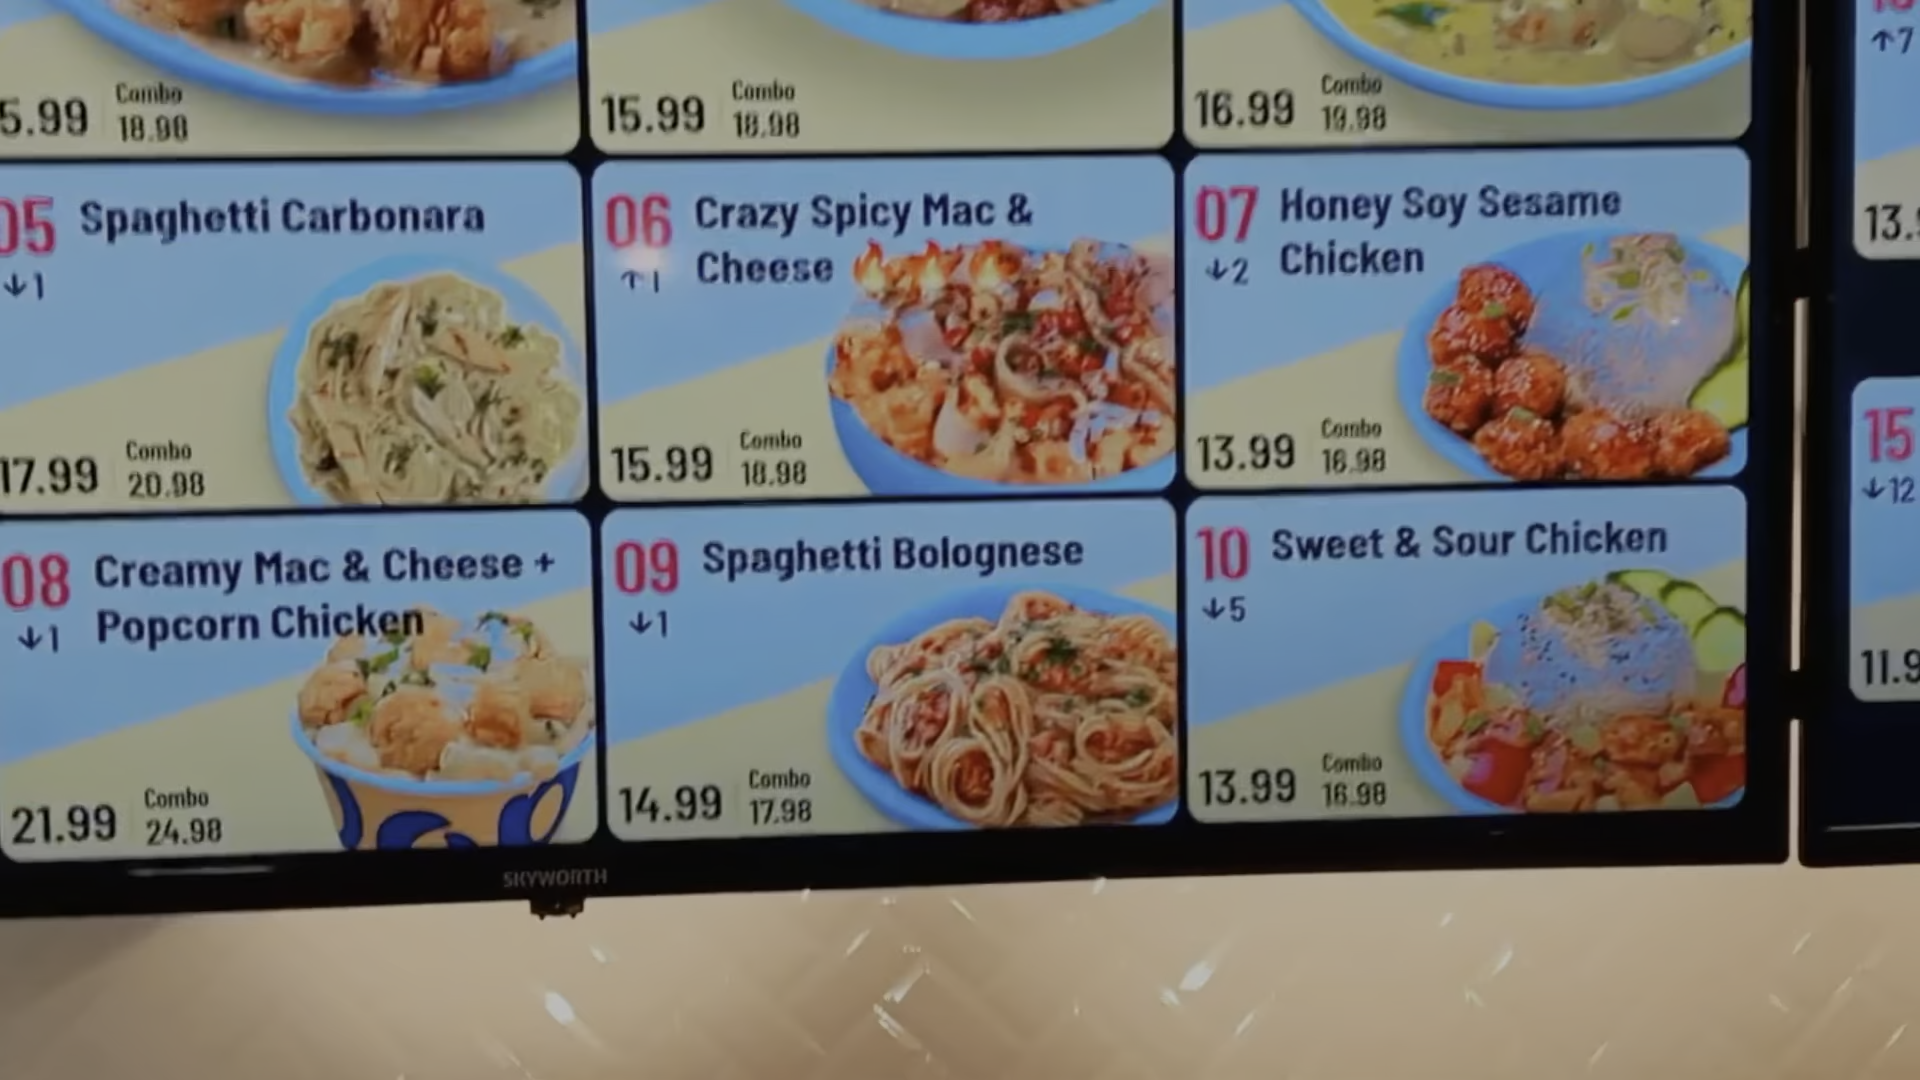 5.99 Combo
18.98
15.99 Combo
18.98
16.99 Combo
19.98
05 Spaghetti Carbonara
↓1
17.99 Combo
20.98
06 Crazy Spicy Mac &
↑1 Cheese
15.99 Combo
18.98
07 Honey Soy Sesame
↓2 Chicken
13.99 Combo
16.98
08 Creamy Mac & Cheese +
↓1 Popcorn Chicken
21.99 Combo
24.98
09 Spaghetti Bolognese
↓1
14.99 Combo
17.98
10 Sweet & Sour Chicken
↓5
13.99 Combo
16.98
↑7
13.
15
↓12
11.9
SKYWORTH